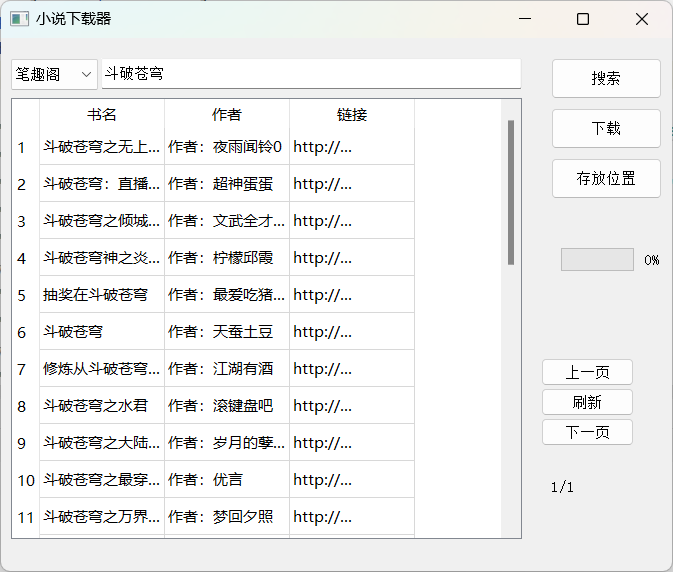 小说下载器
笔趣阁 斗破苍穹 搜索
下载
存放位置
书名 作者 链接
1 斗破苍穹之无上... 作者：夜雨闻铃0 http://...
2 斗破苍穹：直播... 作者：超神蛋蛋 http://...
3 斗破苍穹之倾城... 作者：文武全才... http://...
4 斗破苍穹神之炎... 作者：柠檬邱霞 http://...
5 抽奖在斗破苍穹 作者：最爱吃猪... http://...
6 斗破苍穹 作者：天蚕土豆 http://...
7 修炼从斗破苍穹... 作者：江湖有酒 http://...
8 斗破苍穹之水君 作者：滚键盘吧 http://...
9 斗破苍穹之大陆... 作者：岁月的孽... http://...
10 斗破苍穹之最穿... 作者：优言 http://...
11 斗破苍穹之万界... 作者：梦回夕照 http://...
0%
上一页
刷新
下一页
1/1